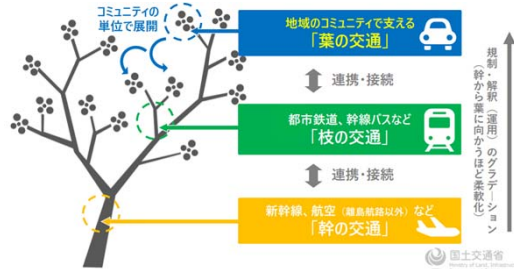 コミュニティの
単位で展開
地域のコミュニティで支える
「葉の交通」
連携・接続
都市鉄道、幹線バスなど
「枝の交通」
連携・接続
新幹線、航空（離島航路以外）など
「幹の交通」
規制・解釈（運用）のグラデーション
（幹から葉に向かうほど柔軟化）
国土交通省